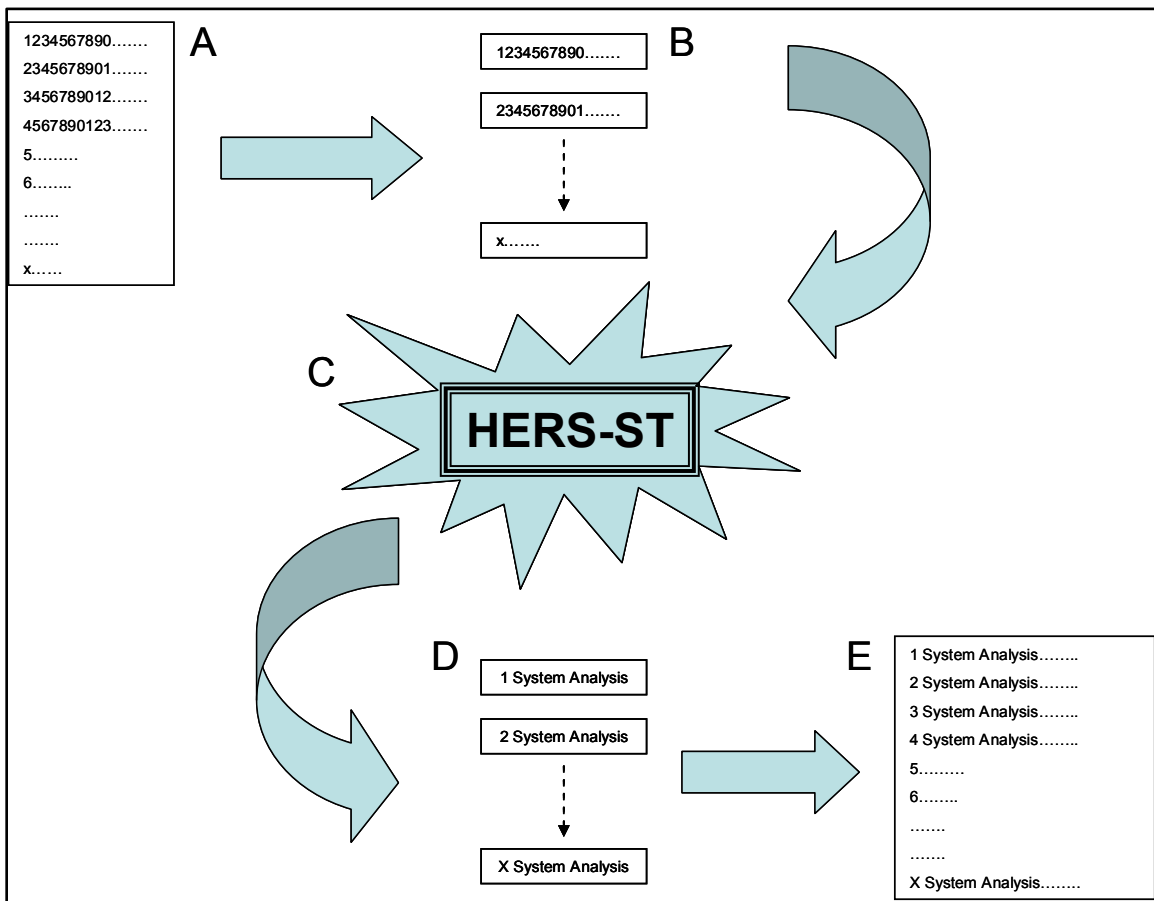 A
1234567890.......
2345678901.......
3456789012.......
4567890123.......
5.........
6........
.......
.......
x......
B
1234567890.......
2345678901.......
x.......
C
HERS-ST
D
1 System Analysis
2 System Analysis
X System Analysis
E
1 System Analysis........
2 System Analysis........
3 System Analysis........
4 System Analysis........
5.........
6........
.......
.......
X System Analysis........